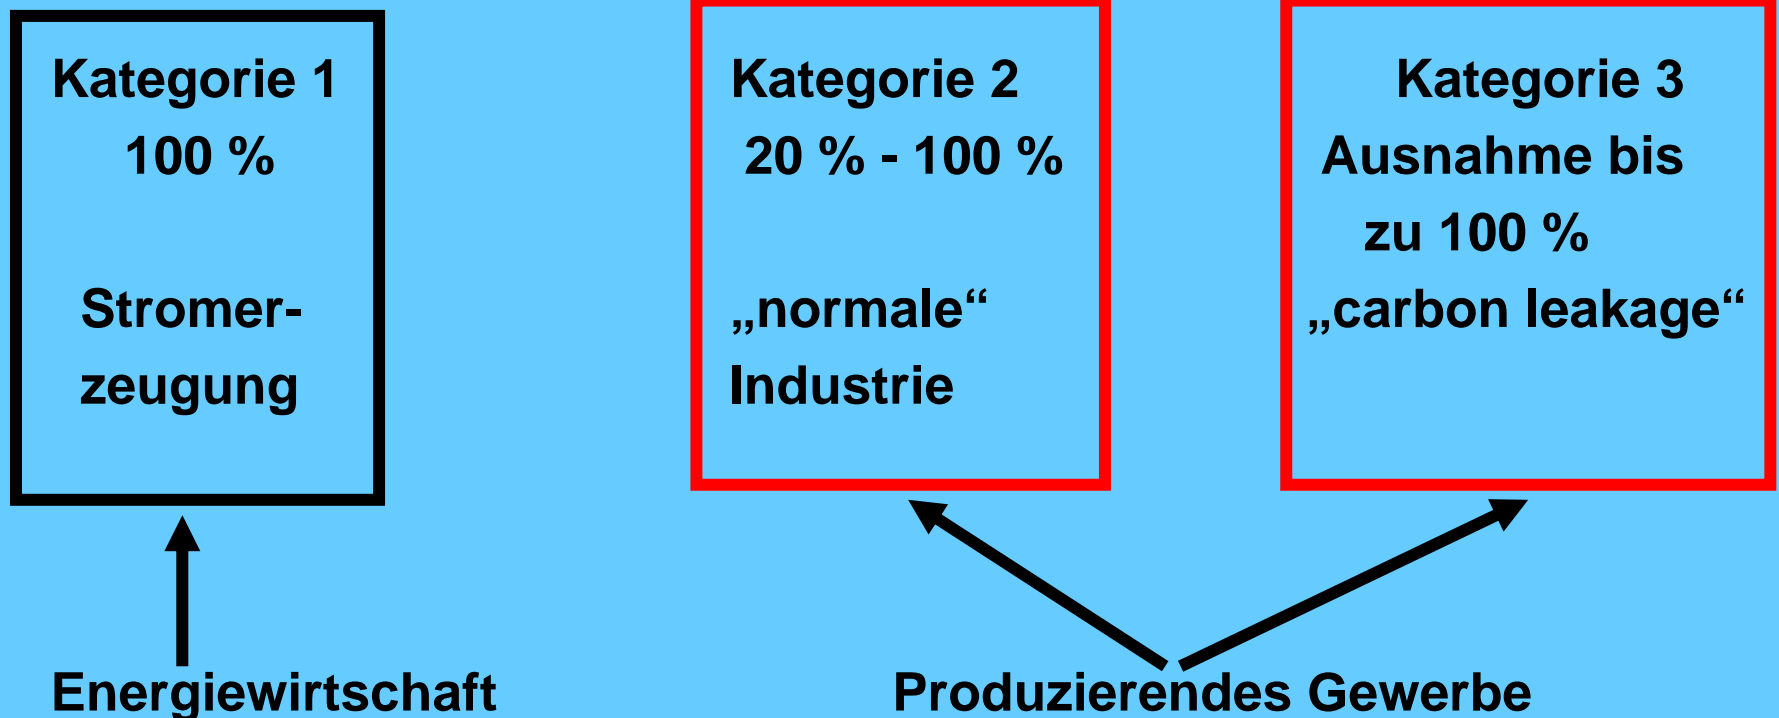 Kategorie 1
100 %
Stromer-
zeugung
Kategorie 2
20 % - 100 %
„normale“
Industrie
Kategorie 3
Ausnahme bis
zu 100 %
„carbon leakage“
Energiewirtschaft
Produzierendes Gewerbe